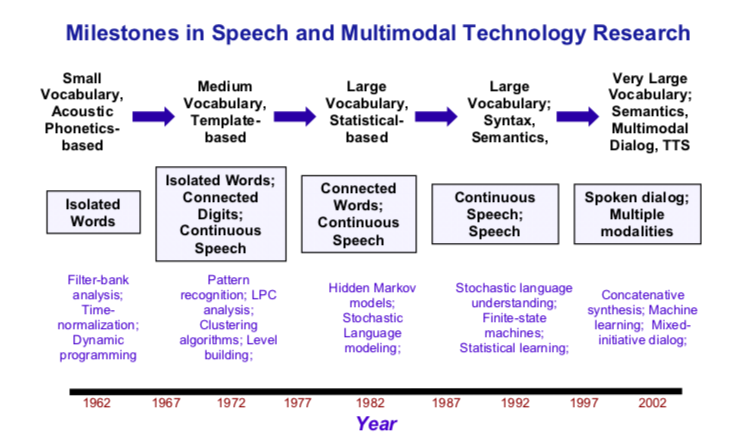 Milestones in Speech and Multimodal Technology Research
Small
Vocabulary,
Acoustic
Phonetics-
based
Medium
Vocabulary,
Template-
based
Large
Vocabulary,
Statistical-
based
Large
Vocabulary;
Syntax,
Semantics,
Very Large
Vocabulary;
Semantics,
Multimodal
Dialog, TTS
Isolated
Words
Isolated Words;
Connected
Digits;
Continuous
Speech
Connected
Words;
Continuous
Speech
Continuous
Speech;
Speech
Spoken dialog;
Multiple
modalities
Filter-bank
analysis;
Time-
normalization;
Dynamic
programming
Pattern
recognition; LPC
analysis;
Clustering
algorithms; Level
building;
Hidden Markov
models;
Stochastic
Language
modeling;
Stochastic language
understanding;
Finite-state
machines;
Statistical learning;
Concatenative
synthesis; Machine
learning; Mixed-
initiative dialog;
1962 1967 1972 1977 1982 1987 1992 1997 2002
Year